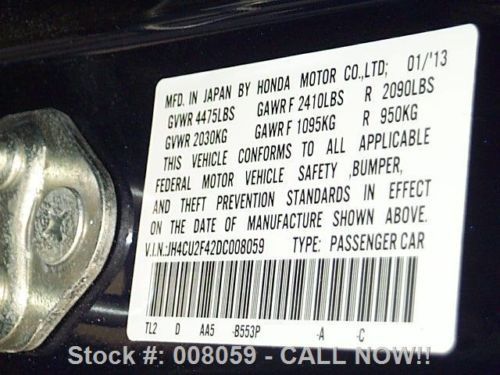 MFD. IN JAPAN BY HONDA MOTOR CO.,LTD; 01/'13
GVWR 4475LBS GAWR F 2410LBS R 2090LBS
GVWR 2030KG GAWR F 1095KG R 950KG
THIS VEHICLE CONFORMS TO ALL APPLICABLE
FEDERAL MOTOR VEHICLE SAFETY ,BUMPER,
AND THEFT PREVENTION STANDARDS IN EFFECT
ON THE DATE OF MANUFACTURE SHOWN ABOVE.
V.I.N.:JH4CU2F42DC008059 TYPE: PASSENGER CAR
TL2 D AA5 -B553P -A -C
Stock #: 008059 - CALL NOW!!